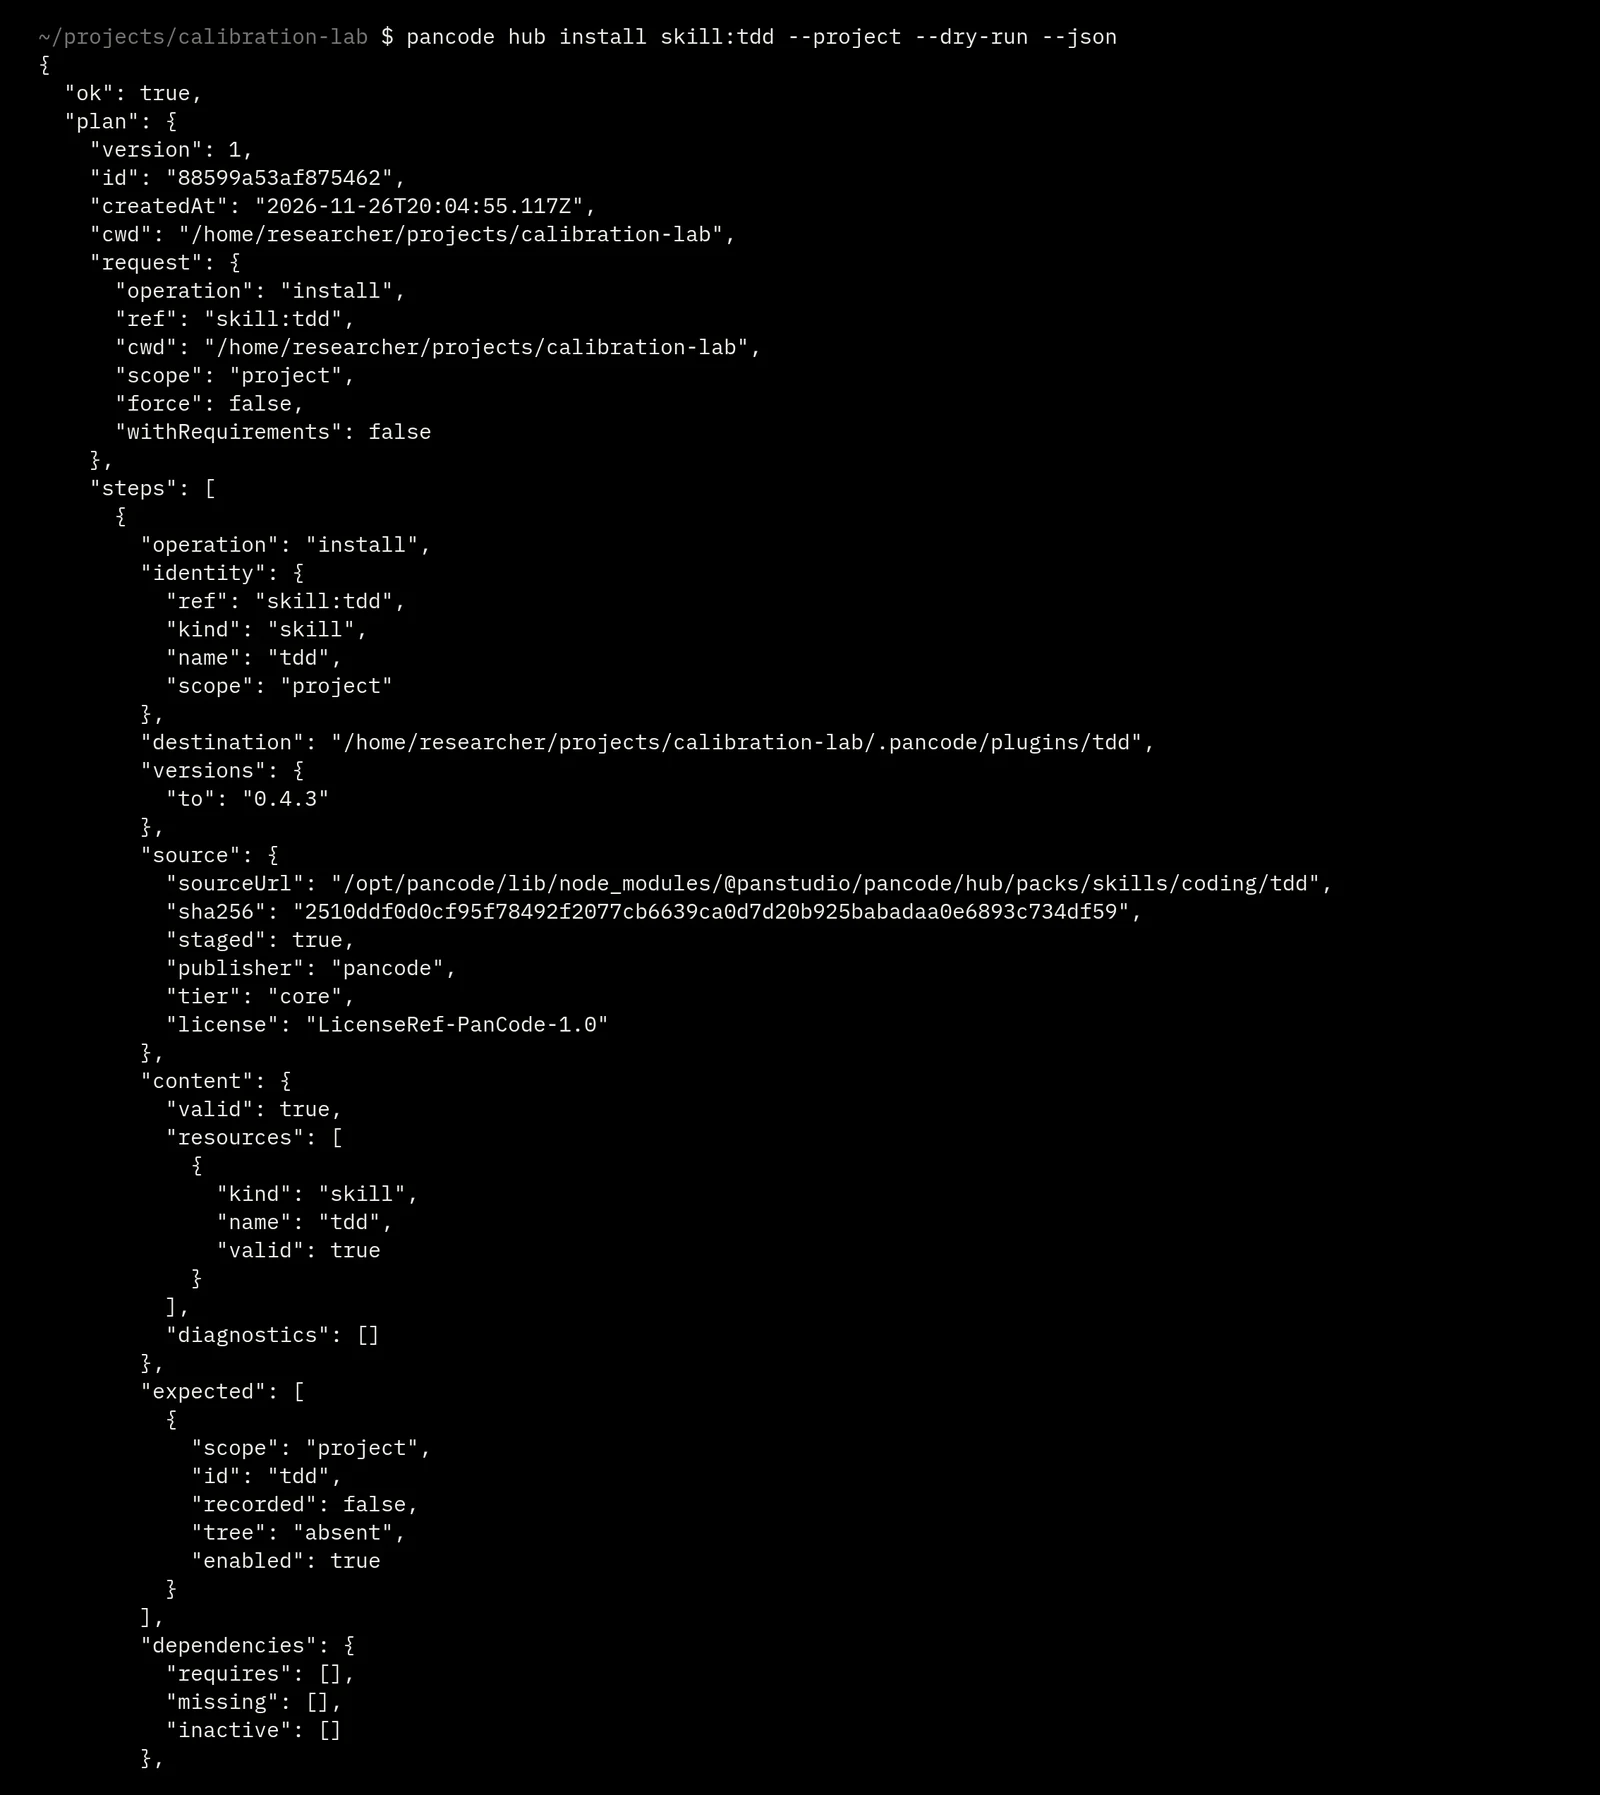 ~/projects/calibration-lab $ pancode hub install skill:tdd --project --dry-run --json
{
  "ok": true,
  "plan": {
    "version": 1,
    "id": "88599a53af875462",
    "createdAt": "2026-11-26T20:04:55.117Z",
    "cwd": "/home/researcher/projects/calibration-lab",
    "request": {
      "operation": "install",
      "ref": "skill:tdd",
      "cwd": "/home/researcher/projects/calibration-lab",
      "scope": "project",
      "force": false,
      "withRequirements": false
    },
    "steps": [
      {
        "operation": "install",
        "identity": {
          "ref": "skill:tdd",
          "kind": "skill",
          "name": "tdd",
          "scope": "project"
        },
        "destination": "/home/researcher/projects/calibration-lab/.pancode/plugins/tdd",
        "versions": {
          "to": "0.4.3"
        },
        "source": {
          "sourceUrl": "/opt/pancode/lib/node_modules/@panstudio/pancode/hub/packs/skills/coding/tdd",
          "sha256": "2510ddf0d0cf95f78492f2077cb6639ca0d7d20b925babadaa0e6893c734df59",
          "staged": true,
          "publisher": "pancode",
          "tier": "core",
          "license": "LicenseRef-PanCode-1.0"
        },
        "content": {
          "valid": true,
          "resources": [
            {
              "kind": "skill",
              "name": "tdd",
              "valid": true
            }
          ],
          "diagnostics": []
        },
        "expected": [
          {
            "scope": "project",
            "id": "tdd",
            "recorded": false,
            "tree": "absent",
            "enabled": true
          }
        ],
        "dependencies": {
          "requires": [],
          "missing": [],
          "inactive": []
        },